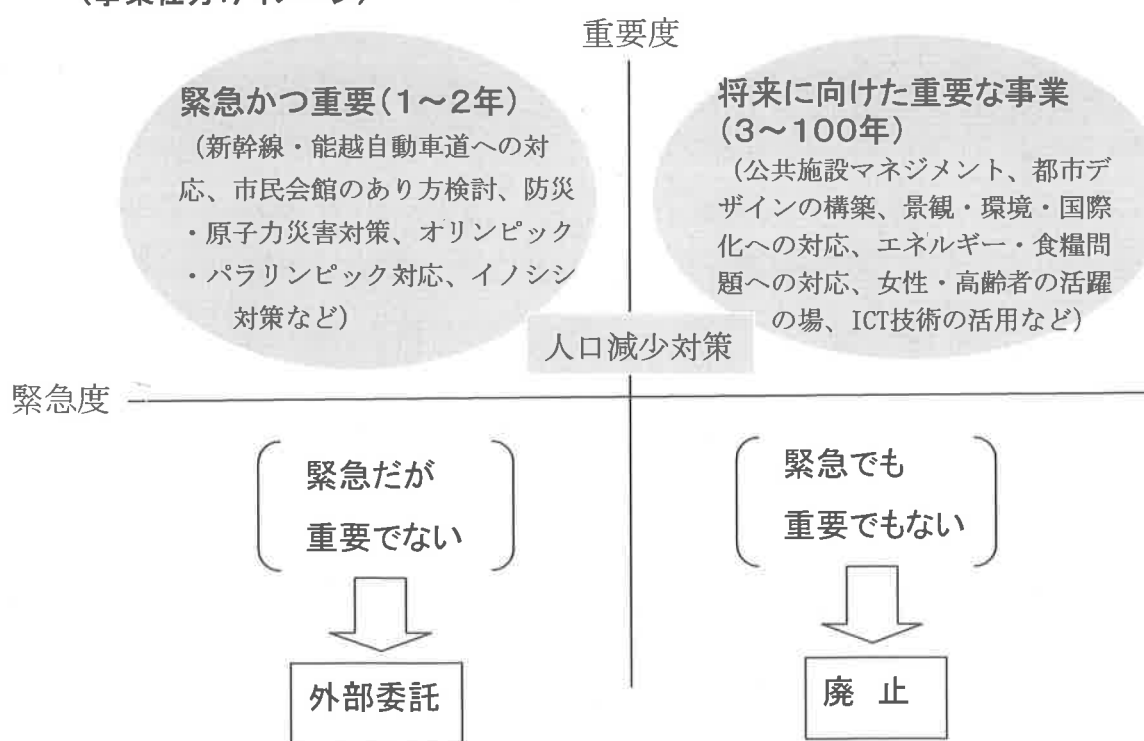 重要度
緊急かつ重要(1~2年)
(新幹線・能越自動車道への対
応、市民会館のあり方検討、防災
・原子力災害対策、オリンピック
・パラリンピック対応、イノシシ
対策など)
将来に向けた重要な事業
(3~100年)
(公共施設マネジメント、都市デ
ザインの構築、景観・環境・国際
化への対応、エネルギー・食糧問
題への対応、女性・高齢者の活躍
の場、ICT技術の活用など)
人口減少対策
緊急度
緊急だが
重要でない
緊急でも
重要でもない
外部委託
廃 止